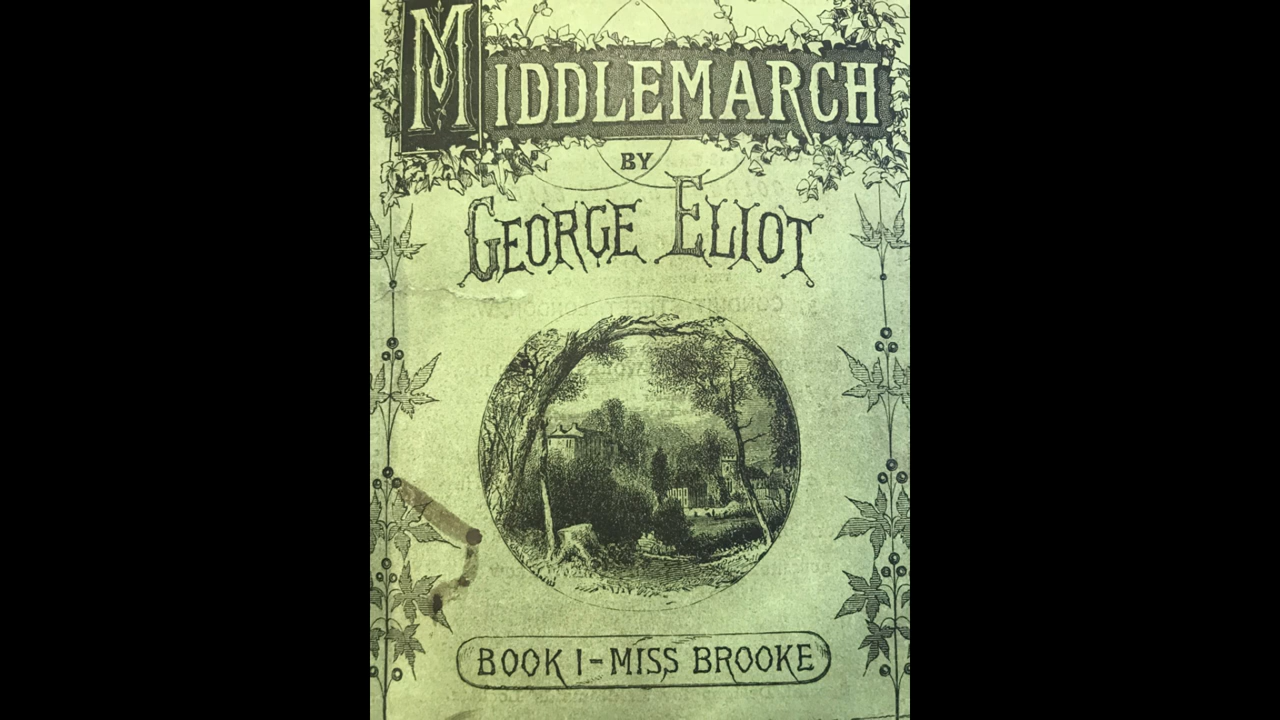 MIDDLEMARCH
BY
GEORGE ELIOT
BOOK I - MISS BROOKE